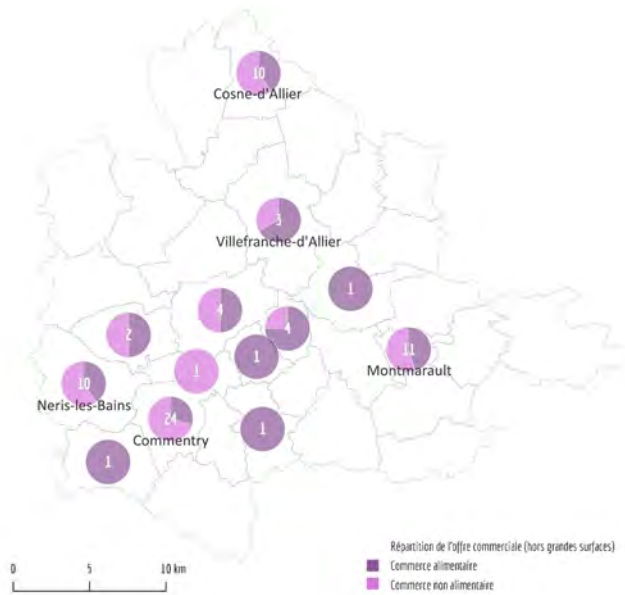 10
Cosne-d'Allier
3
Villefranche-d'Allier
1
4
2
4
1
11
Montmarault
1
10
Neris-les-Bains
24
Commentry
1
1
Répartition de l'offre commerciale (hors grandes surfaces)
Commerce alimentaire
Commerce non alimentaire
0 5 10 km